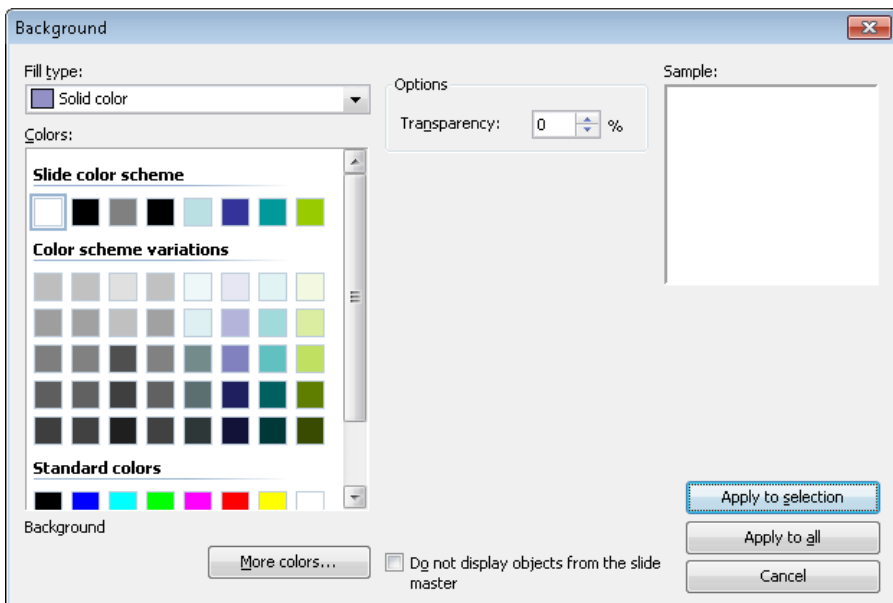 Background
Fill type:
Solid color
Colors:
Slide color scheme
Color scheme variations
Standard colors
Background
More colors...
Options
Transparency:
0
%
Do not display objects from the slide
master
Sample:
Apply to selection
Apply to all
Cancel